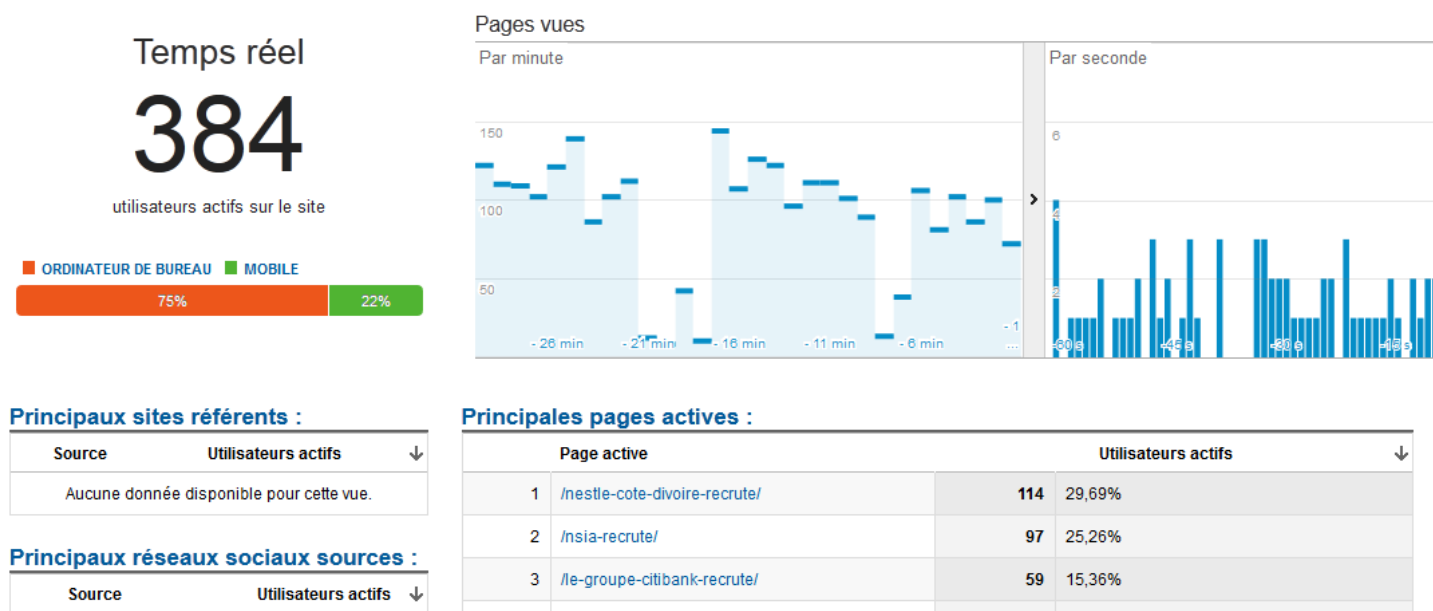 Temps réel
384
utilisateurs actifs sur le site
ORDINATEUR DE BUREAU MOBILE
75% 22%
Pages vues
Par minute
150
100
50
- 26 min - 21 min - 16 min - 11 min - 6 min - 1 ...
Par seconde
6
4
2
-60 s -45 s -30 s -15 s
Principaux sites référents :
Source Utilisateurs actifs
Aucune donnée disponible pour cette vue.
Principaux réseaux sociaux sources :
Source Utilisateurs actifs
Principales pages actives :
Page active Utilisateurs actifs
1 /nestle-cote-divoire-recrute/ 114 29,69%
2 /nsia-recrute/ 97 25,26%
3 /le-groupe-citibank-recrute/ 59 15,36%